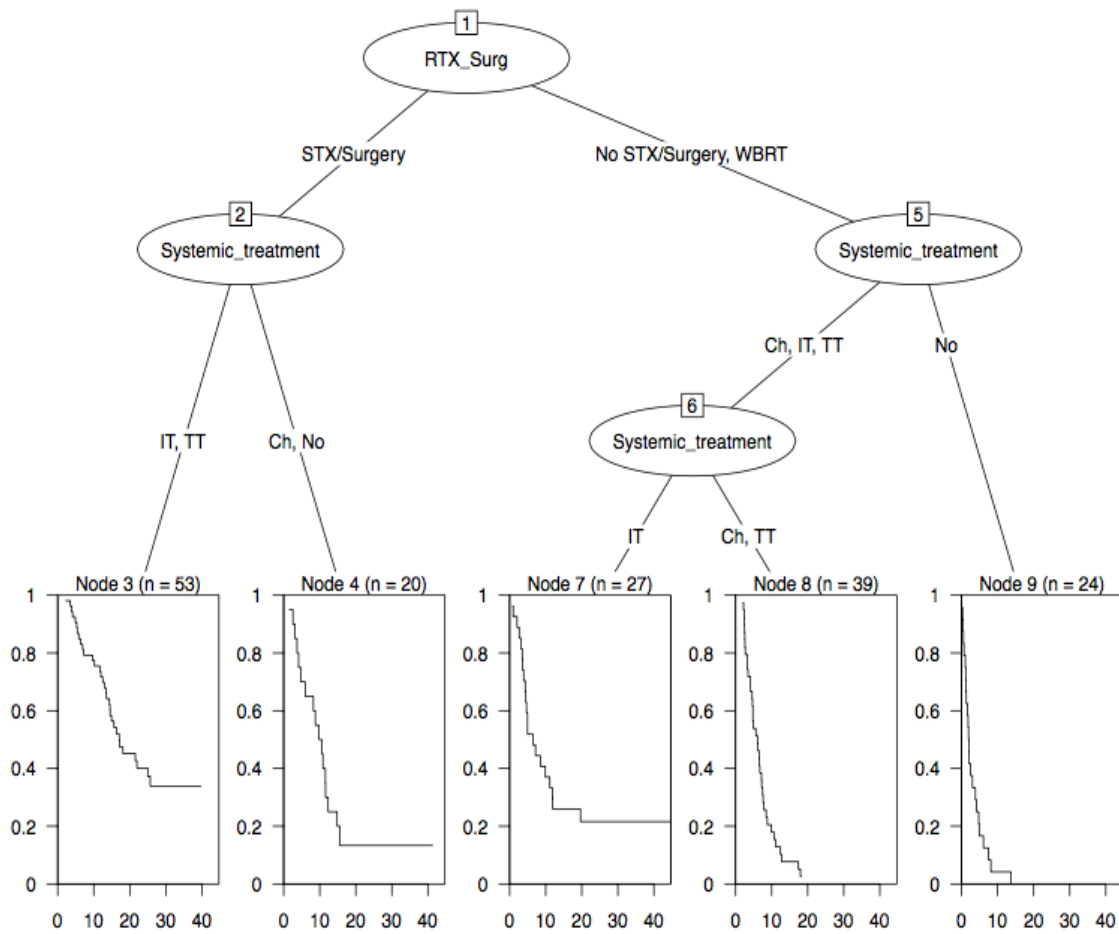 1
RTX_Surg
STX/Surgery
No STX/Surgery, WBRT
2
Systemic_treatment
5
Systemic_treatment
Ch, IT, TT
No
6
Systemic_treatment
IT, TT
Ch, No
IT
Ch, TT
Node 3 (n = 53)
1
0.8
0.6
0.4
0.2
0
0 10 20 30 40
Node 4 (n = 20)
1
0.8
0.6
0.4
0.2
0
0 10 20 30 40
Node 7 (n = 27)
1
0.8
0.6
0.4
0.2
0
0 10 20 30 40
Node 8 (n = 39)
1
0.8
0.6
0.4
0.2
0
0 10 20 30 40
Node 9 (n = 24)
1
0.8
0.6
0.4
0.2
0
0 10 20 30 40